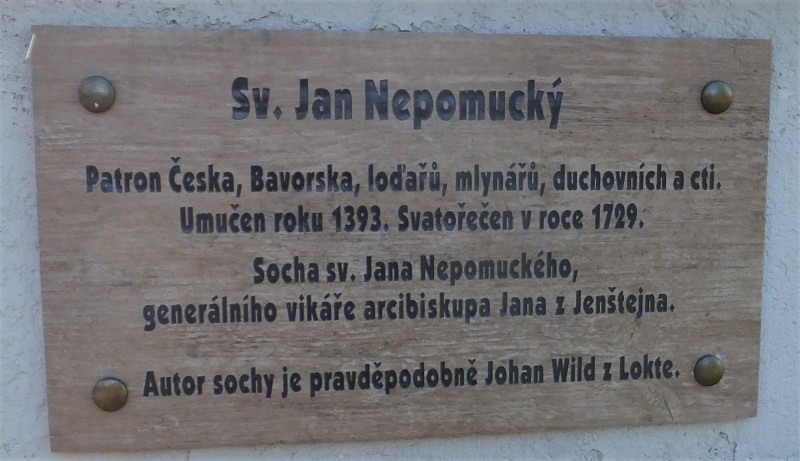 Sv. Jan Nepomucký
Patron Česka, Bavorska, loďařů, mlynářů, duchovních a cti.
Umučen roku 1393. Svatořečen v roce 1729.
Socha sv. Jana Nepomuckého,
generálního vikáře arcibiskupa Jana z Jenštejna.
Autor sochy je pravděpodobně Johan Wild z Lokte.